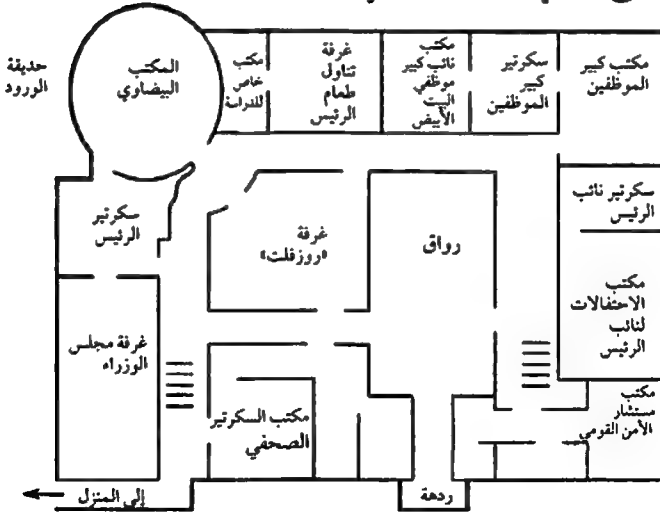 حديقة
الورود
المكتب
البيضاوي
مكتب
خاص
للدراسة
غرفة
تناول
طعام
الرئيس
مكتب
نائب كبير
موظفي
البيت
الأبيض
سكرتير
كبير
الموظفين
مكتب كبير
الموظفين
سكرتير
الرئيس
غرفة
«روزفلت»
رواق
سكرتير نائب
الرئيس
مكتب
الاحتفالات
لنائب
الرئيس
غرفة مجلس
الوزراء
مكتب السكرتير
الصحفي
مكتب
مستشار
الأمن القومي
إلى المنزل
ردهة